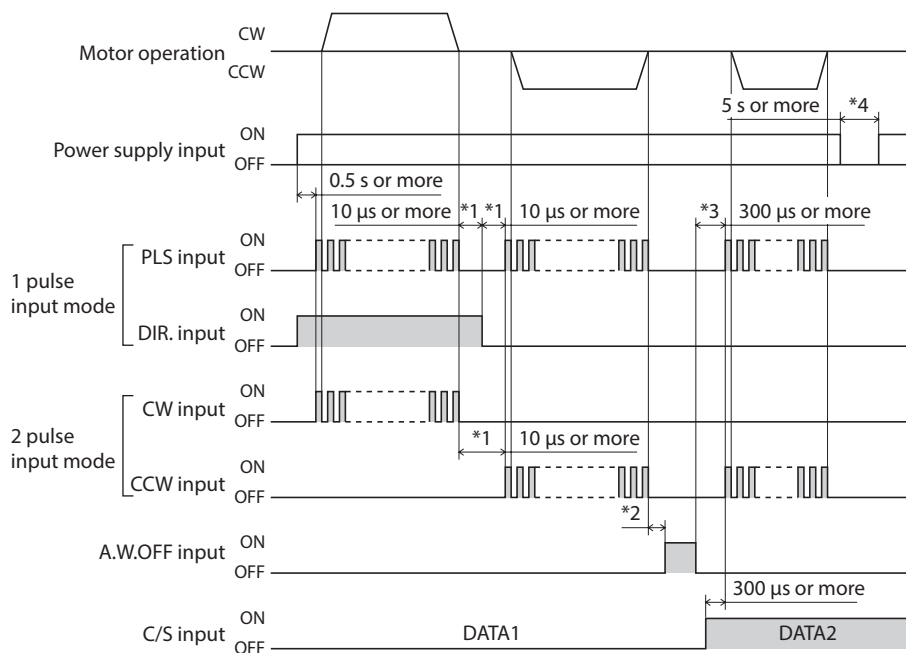 CW
Motor operation
CCW
5 s or more *4
ON
Power supply input
OFF
0.5 s or more
10 µs or more *1 *1 10 µs or more *3 300 µs or more
ON
PLS input
OFF
1 pulse
input mode
ON
DIR. input
OFF
ON
CW input
OFF
2 pulse
input mode
*1 10 µs or more
ON
CCW input
OFF
*2
ON
A.W.OFF input
OFF
300 µs or more
ON
C/S input DATA1 DATA2
OFF